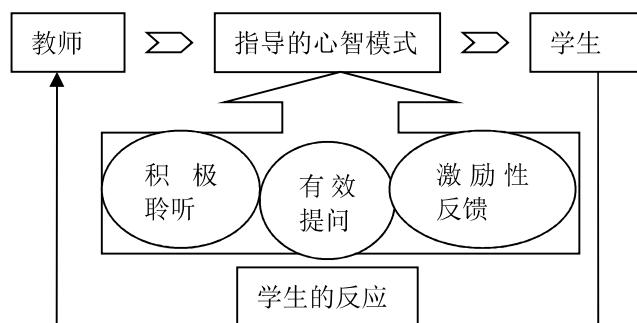 教师
指导的心智模式
学生
积 极
聆听
有效
提问
激励性
反馈
学生的反应